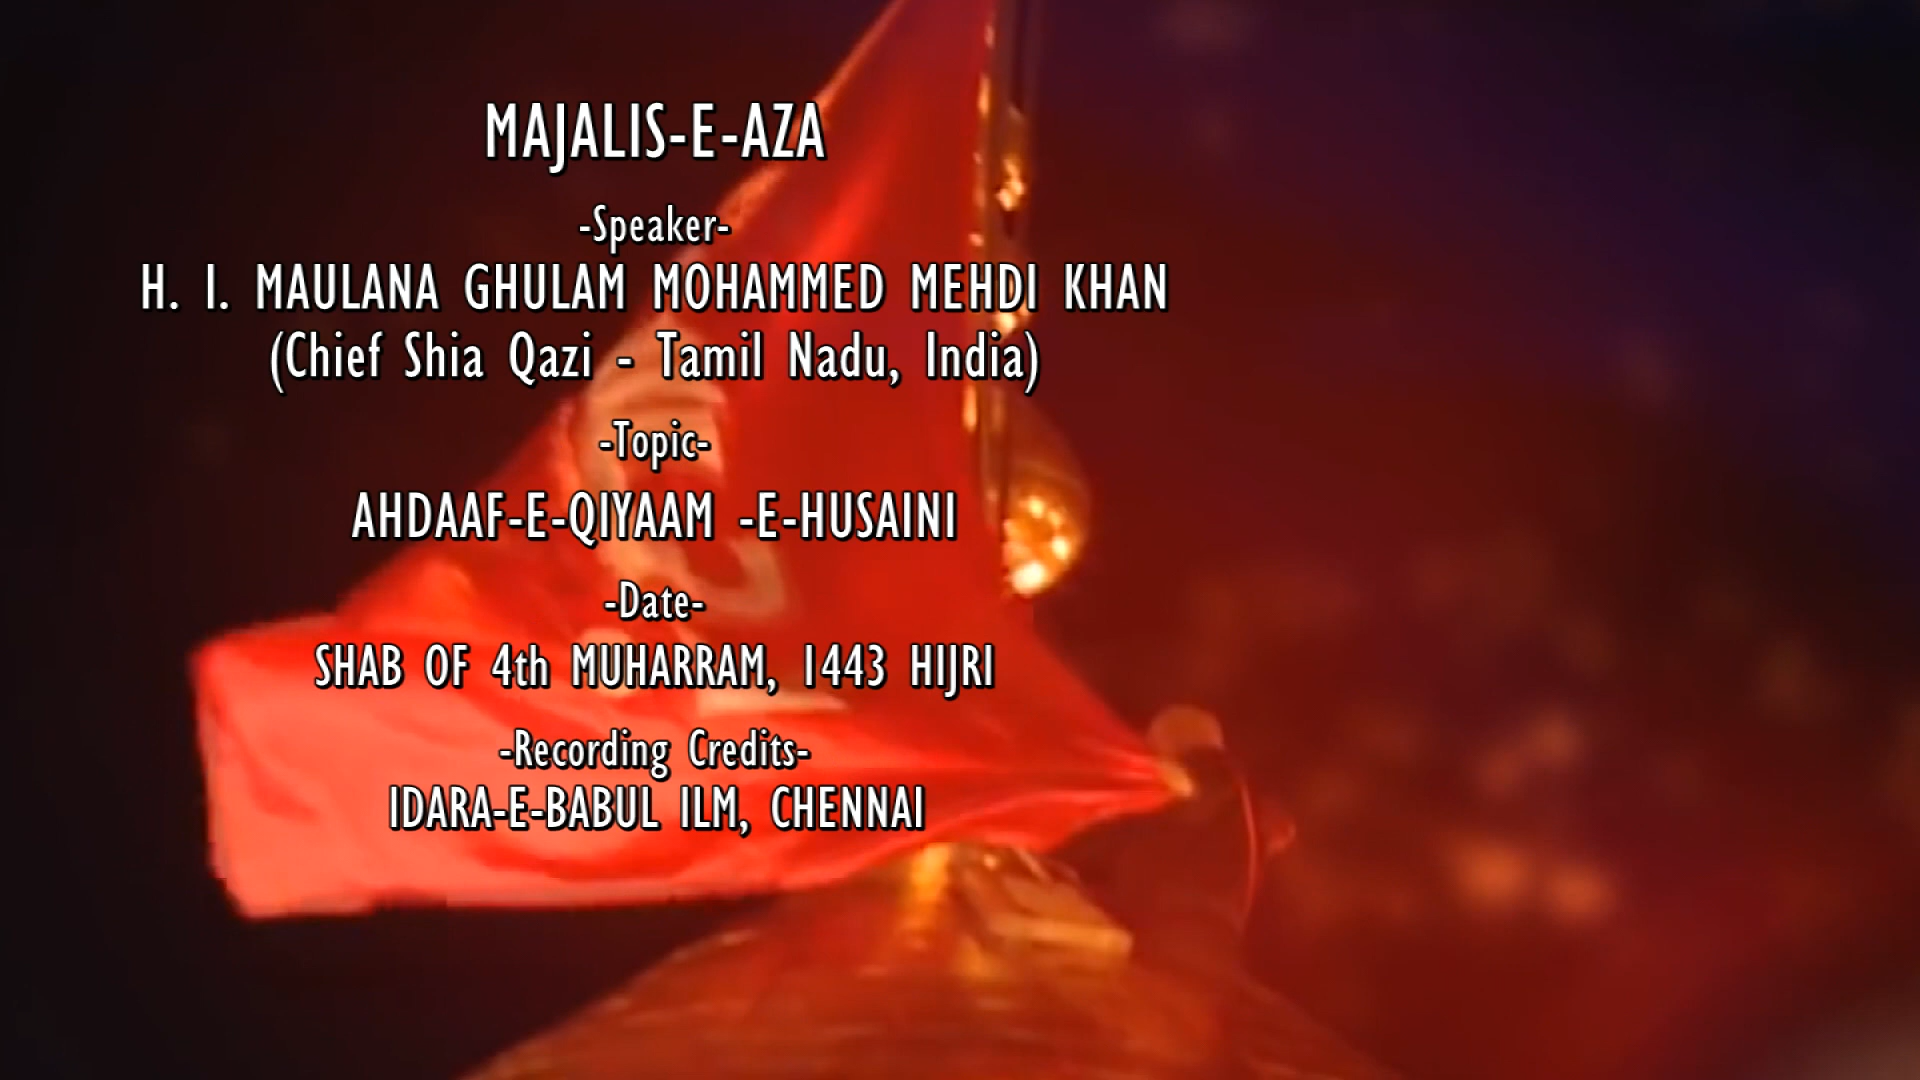 MAJALIS-E-AZA
-Speaker-
H. I. MAULANA GHULAM MOHAMMED MEHDI KHAN
(Chief Shia Qazi - Tamil Nadu, India)
-Topic-
AHDAAF-E-QIYAAM -E-HUSAINI
-Date-
SHAB OF 4th MUHARRAM, 1443 HIJRI
-Recording Credits-
IDARA-E-BABUL ILM, CHENNAI